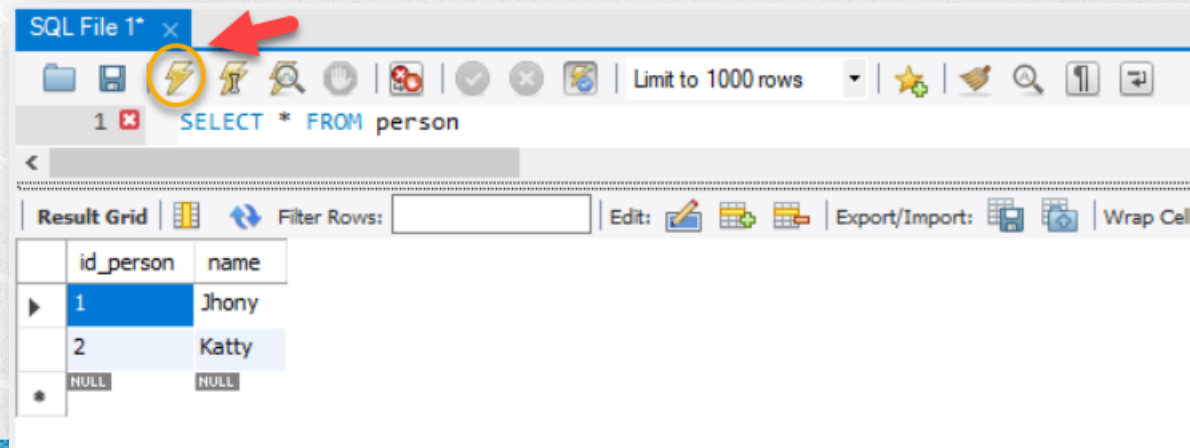 SQL File 1*
Limit to 1000 rows
1 SELECT * FROM person
Result Grid Filter Rows: Edit: Export/Import: Wrap Cel
id_person name
1 Jhony
2 Katty
NULL NULL